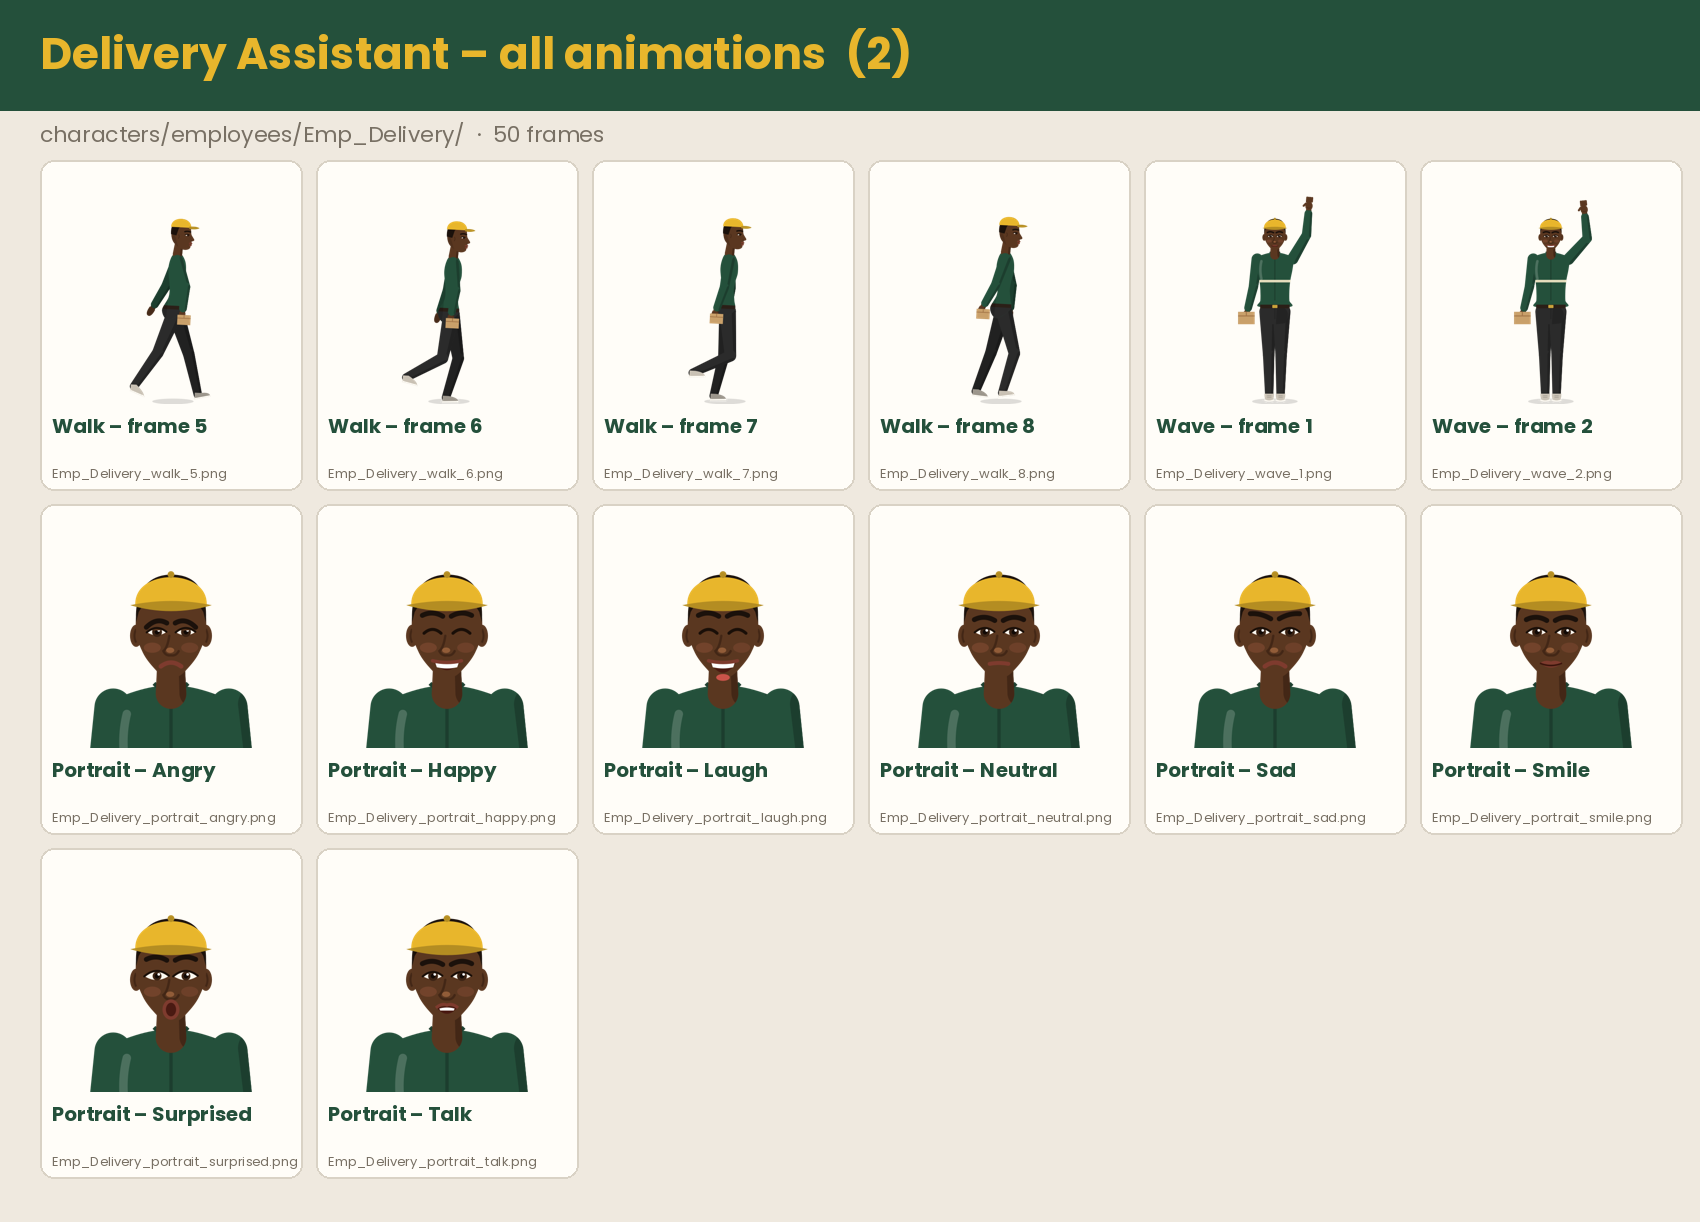 Delivery Assistant – all animations (2)
characters/employees/Emp_Delivery/ · 50 frames
Walk – frame 5
Walk – frame 6
Walk – frame 7
Walk – frame 8
Wave – frame 1
Wave – frame 2
Emp_Delivery_walk_5.png
Emp_Delivery_walk_6.png
Emp_Delivery_walk_7.png
Emp_Delivery_walk_8.png
Emp_Delivery_wave_1.png
Emp_Delivery_wave_2.png
Portrait – Angry
Portrait – Happy
Portrait – Laugh
Portrait – Neutral
Portrait – Sad
Portrait – Smile
Emp_Delivery_portrait_angry.png
Emp_Delivery_portrait_happy.png
Emp_Delivery_portrait_laugh.png
Emp_Delivery_portrait_neutral.png
Emp_Delivery_portrait_sad.png
Emp_Delivery_portrait_smile.png
Portrait – Surprised
Portrait – Talk
Emp_Delivery_portrait_surprised.png
Emp_Delivery_portrait_talk.png